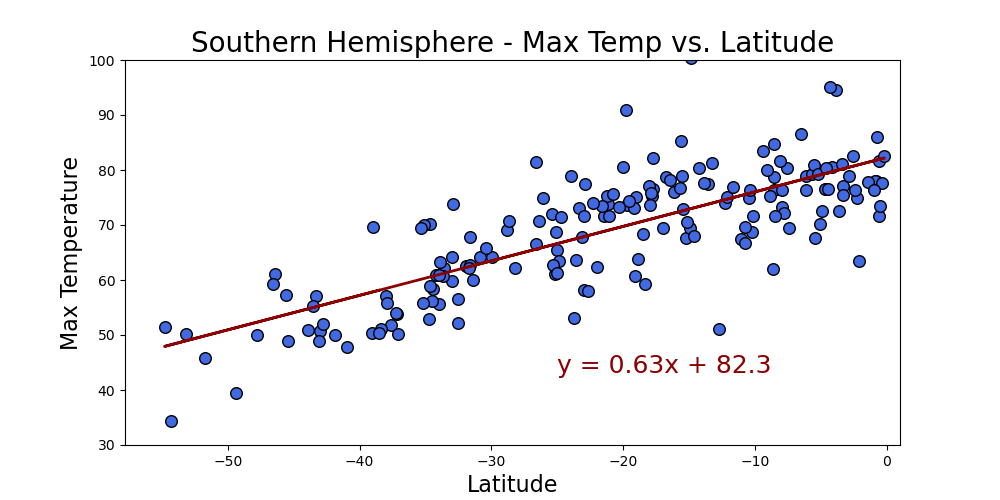 Southern Hemisphere - Max Temp vs. Latitude
Max Temperature
100
90
80
70
60
50
40
30
y = 0.63x + 82.3
−50 −40 −30 −20 −10 0
Latitude